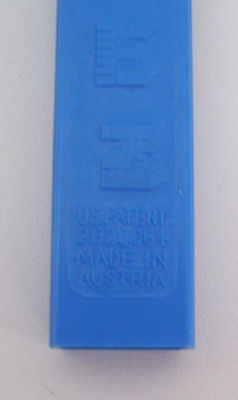 U.S. PATENT
2.620.061
MADE IN
AUSTRIA